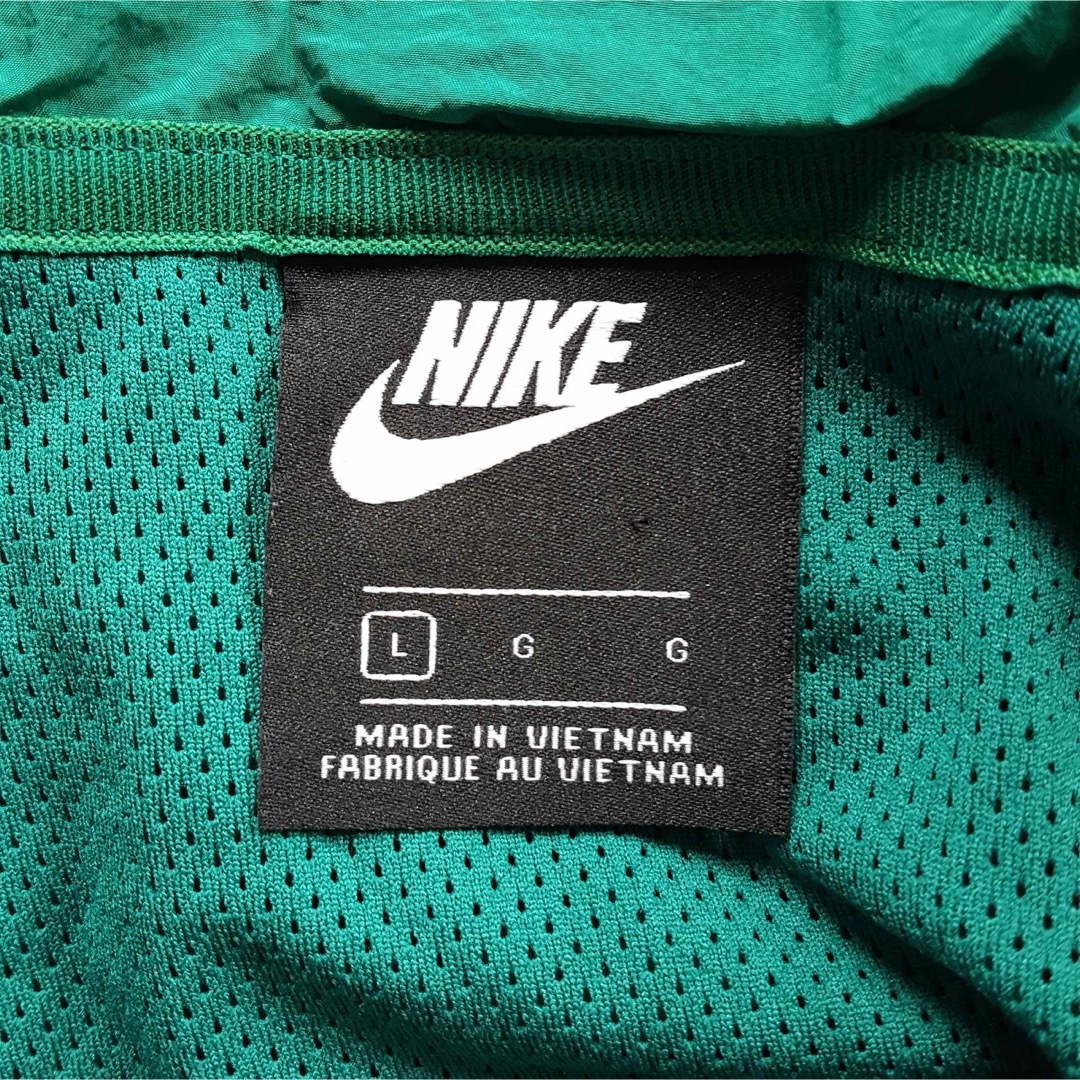 NIKE
L G G
MADE IN VIETNAM
FABRIQUE AU VIETNAM